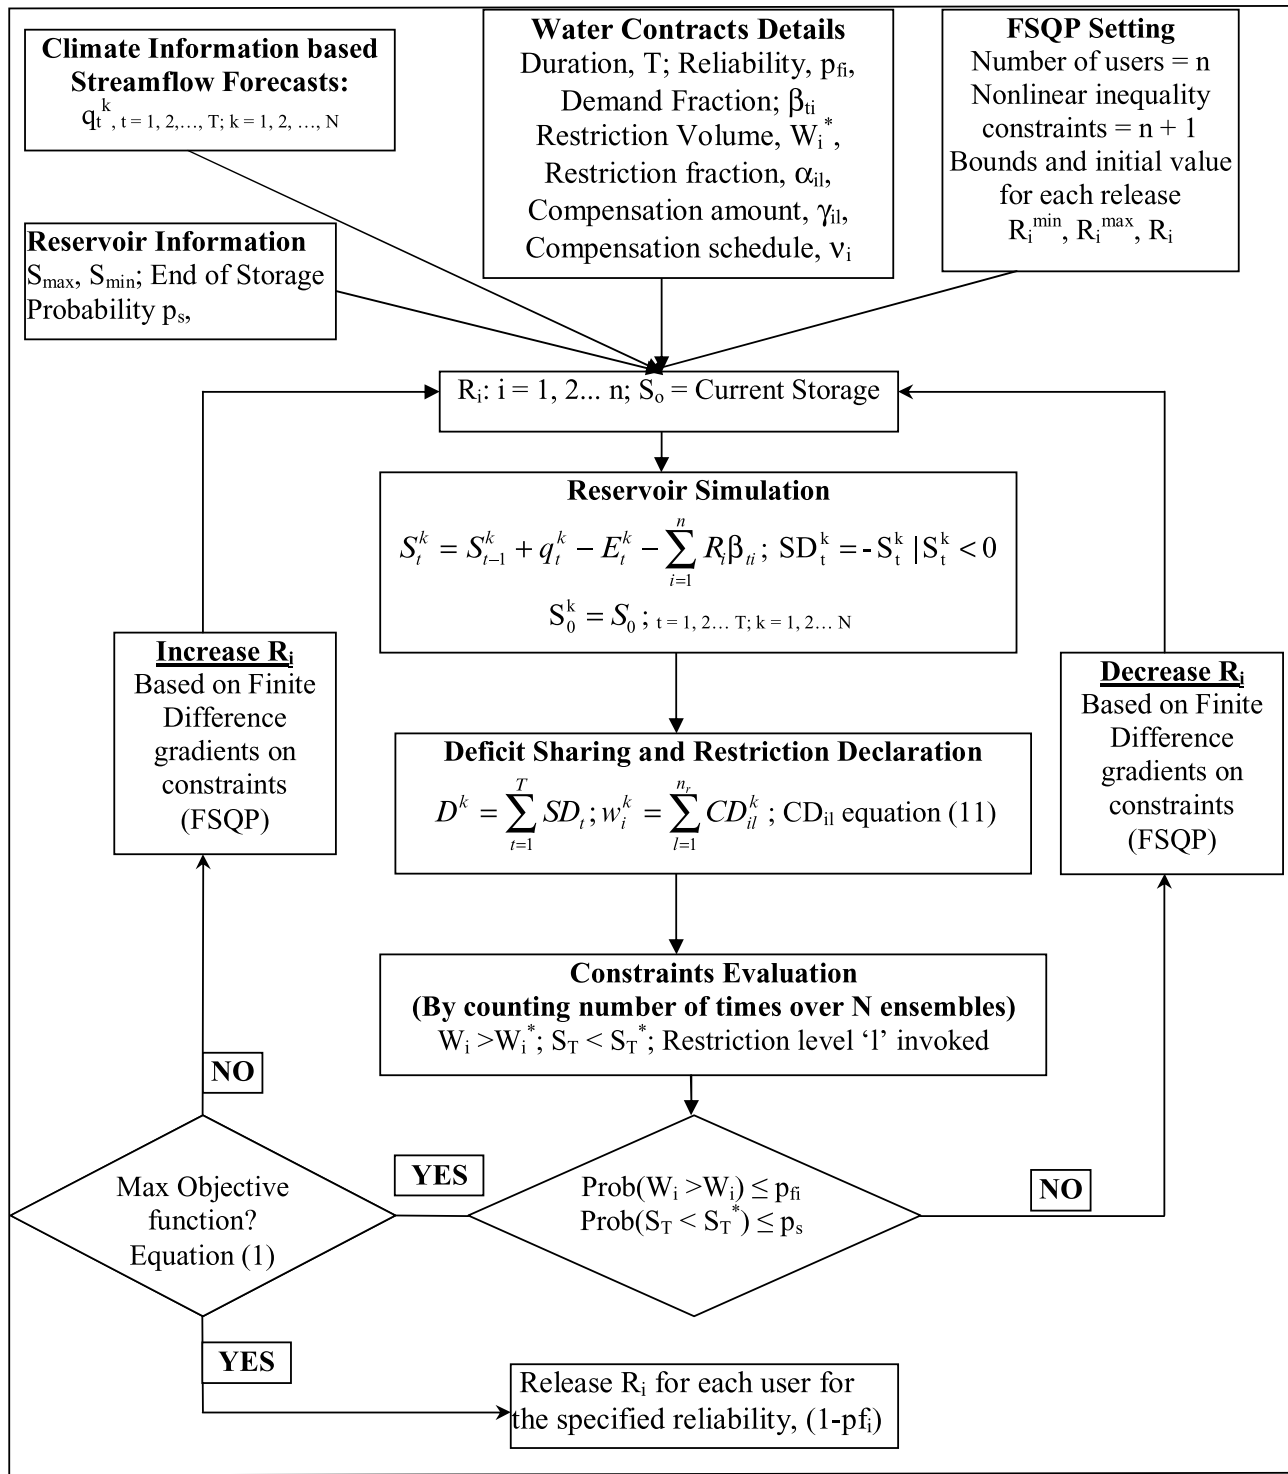 Climate Information based
Streamflow Forecasts:
q_t^k, t = 1, 2,…, T; k = 1, 2, …, N
Water Contracts Details
Duration, T; Reliability, p_fi,
Demand Fraction; β_ti
Restriction Volume, W_i^*,
Restriction fraction, α_il,
Compensation amount, γ_il,
Compensation schedule, ν_i
FSQP Setting
Number of users = n
Nonlinear inequality
constraints = n + 1
Bounds and initial value
for each release
R_i^min, R_i^max, R_i
Reservoir Information
S_max, S_min; End of Storage
Probability p_s,
R_i: i = 1, 2... n; S_o = Current Storage
Reservoir Simulation
S_t^k = S_{t-1}^k + q_t^k − E_t^k − ∑_{i=1}^n R_i β_ti ; SD_t^k = - S_t^k | S_t^k < 0
S_0^k = S_0 ; t = 1, 2… T; k = 1, 2… N
Increase R_i
Based on Finite
Difference
gradients on
constraints
(FSQP)
Decrease R_i
Based on Finite
Difference
gradients on
constraints
(FSQP)
Deficit Sharing and Restriction Declaration
D^k = ∑_{t=1}^T SD_t ; w_i^k = ∑_{l=1}^{n_r} CD_il^k ; CD_il equation (11)
Constraints Evaluation
(By counting number of times over N ensembles)
W_i >W_i^*; S_T < S_T^*; Restriction level ‘l’ invoked
NO
YES
NO
Max Objective
function?
Equation (1)
Prob(W_i >W_i) ≤ p_fi
Prob(S_T < S_T^*) ≤ p_s
YES
Release R_i for each user for
the specified reliability, (1-pf_i)